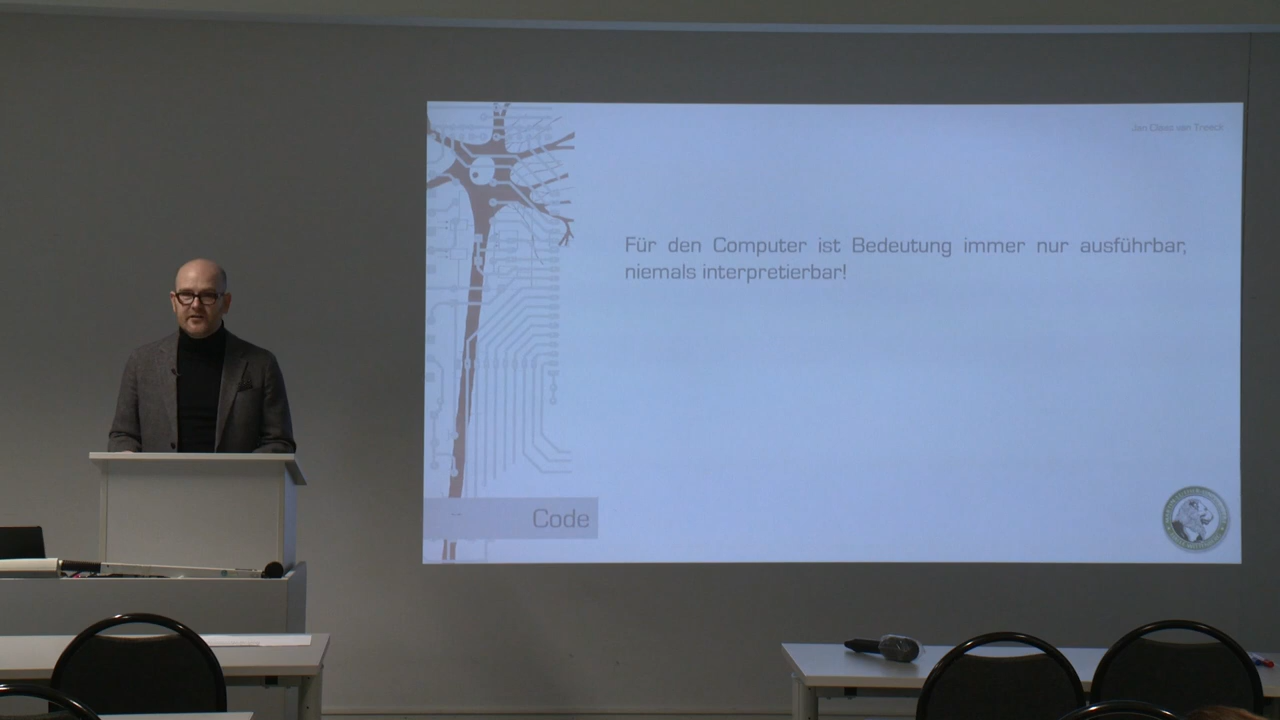 Jan Claas van Treeck
Für den Computer ist Bedeutung immer nur ausführbar,
niemals interpretierbar!
Code